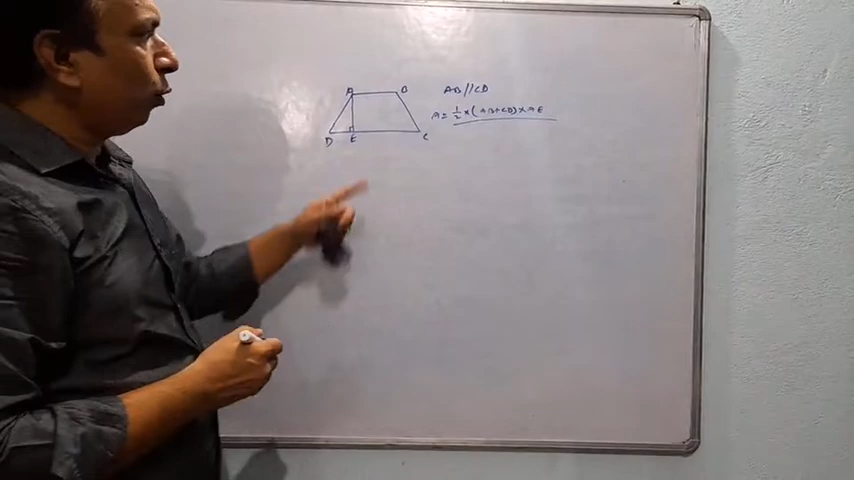 A B
D E C
AB//CD
A = 1/2 × (AB+CD) × AE